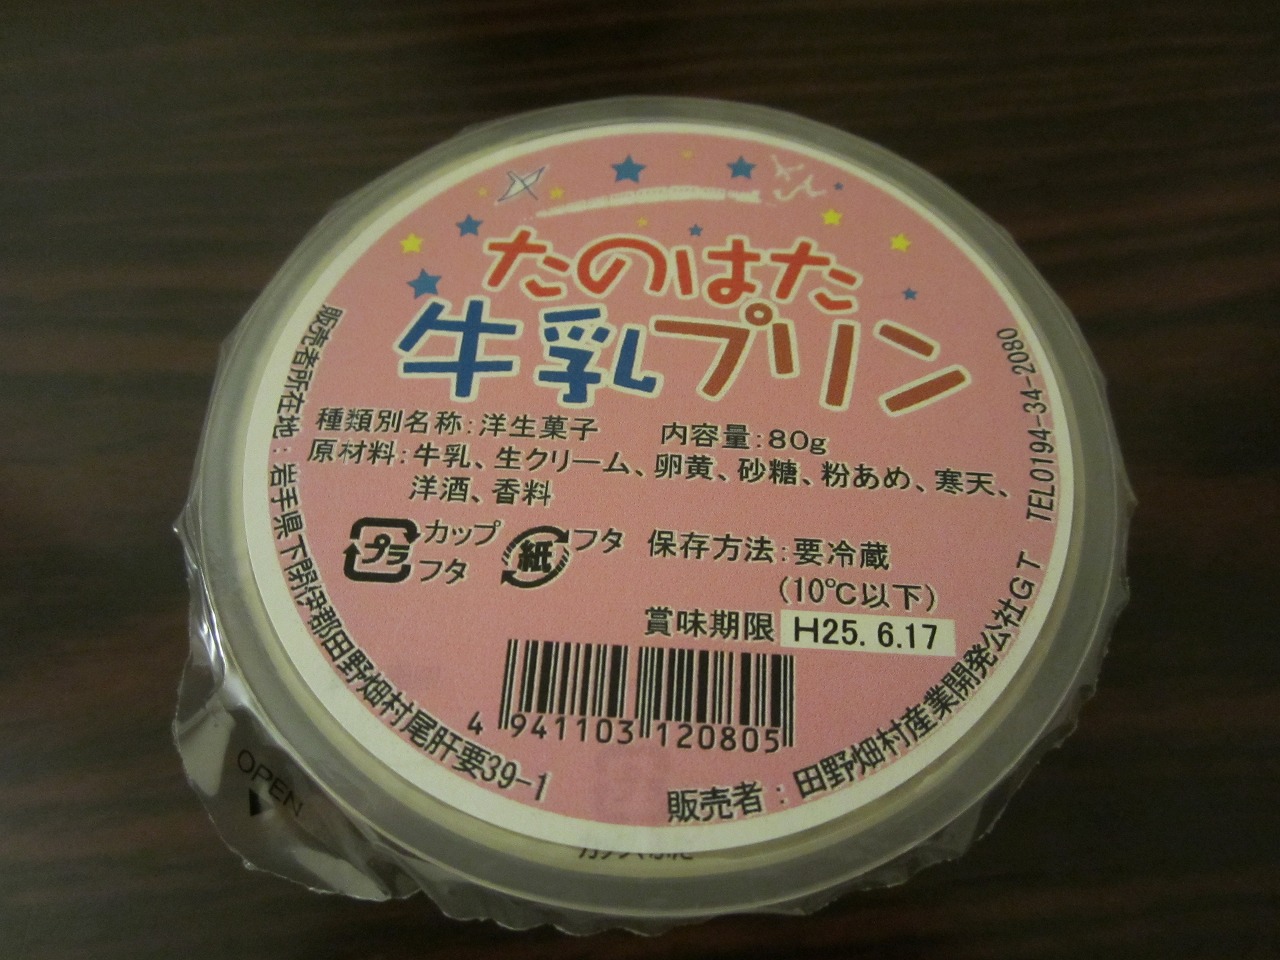 たのはた
牛乳プリン
種類別名称:洋生菓子 内容量:80g
原材料:牛乳、生クリーム、卵黄、砂糖、粉あめ、寒天、
洋酒、香料
プラ カップ フタ
紙 フタ
保存方法:要冷蔵
(10℃以下)
賞味期限 H25.6.17
4 941103 120805
販売者所在地:岩手県下閉伊郡田野畑村尾肝要39-1
販売者:田野畑村産業開発公社GT TEL0194-34-2080
OPEN